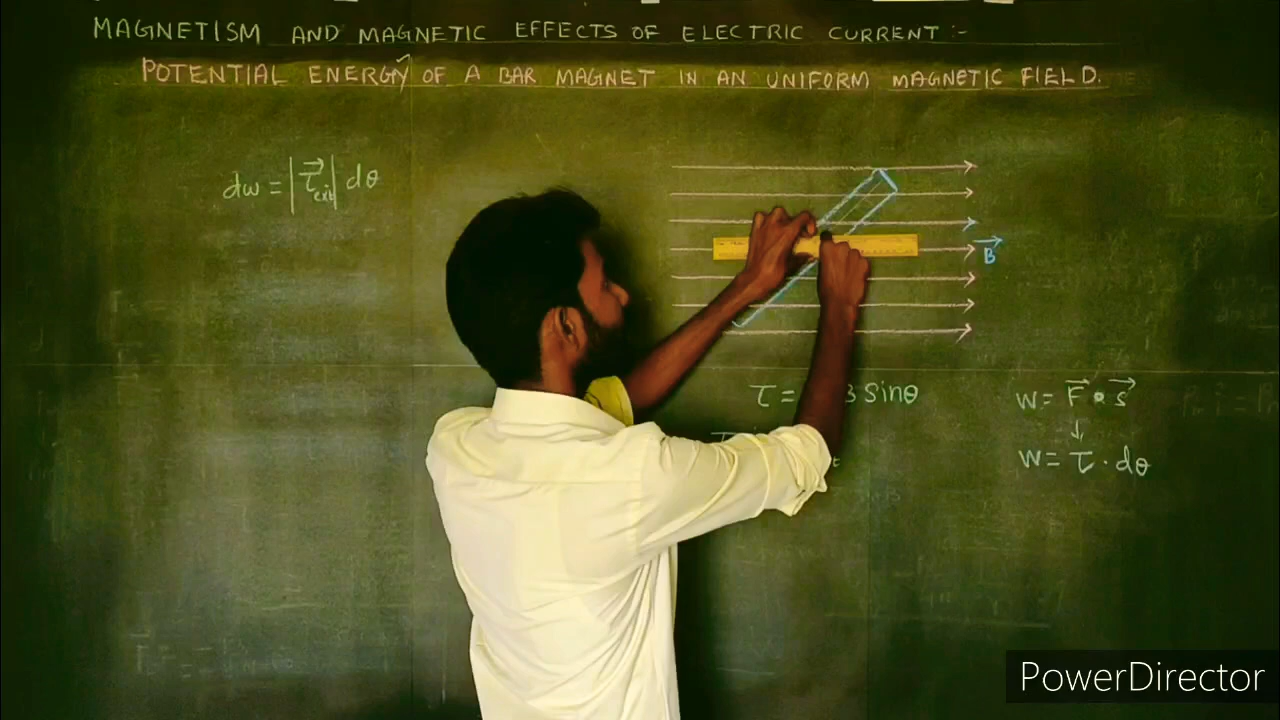 MAGNETISM AND MAGNETIC EFFECTS OF ELECTRIC CURRENT :-
POTENTIAL ENERGY OF A BAR MAGNET IN AN UNIFORM MAGNETIC FIELD.
dw = |τ⃗ext| dθ
B⃗
τ = B sinθ
W = F⃗ • s⃗
↓
W = τ · dθ
PowerDirector